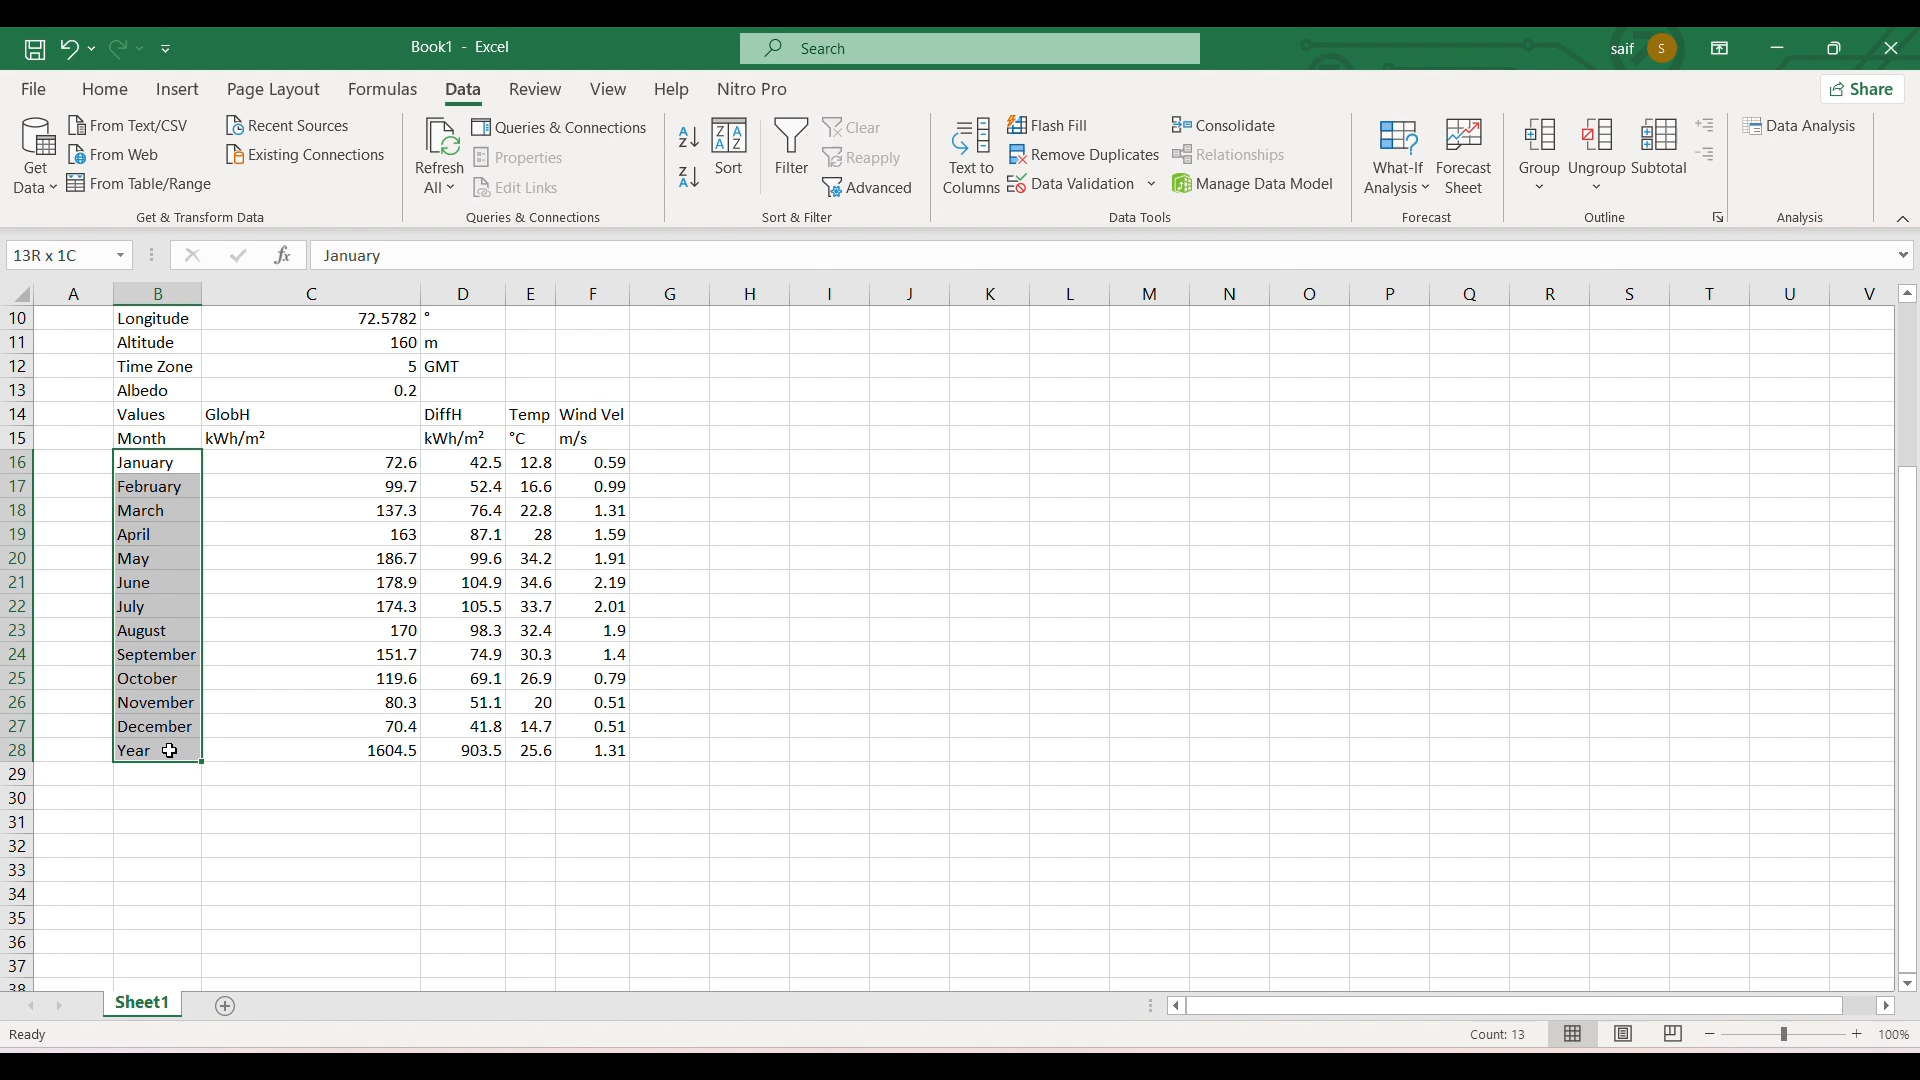 Book1 - Excel
Search
saif
S
File Home Insert Page Layout Formulas Data Review View Help Nitro Pro
Share
Get Data
From Text/CSV
From Web
From Table/Range
Recent Sources
Existing Connections
Get & Transform Data
Refresh All
Queries & Connections
Properties
Edit Links
Queries & Connections
Sort
Filter
Clear
Reapply
Advanced
Sort & Filter
Text to Columns
Flash Fill
Remove Duplicates
Data Validation
Consolidate
Relationships
Manage Data Model
Data Tools
What-If Analysis
Forecast Sheet
Forecast
Group
Ungroup
Subtotal
Outline
Data Analysis
Analysis
13R x 1C
fx
January
A B C D E F G H I J K L M N O P Q R S T U V
10 Longitude 72.5782 °
11 Altitude 160 m
12 Time Zone 5 GMT
13 Albedo 0.2
14 Values GlobH DiffH Temp Wind Vel
15 Month kWh/m² kWh/m² °C m/s
16 January 72.6 42.5 12.8 0.59
17 February 99.7 52.4 16.6 0.99
18 March 137.3 76.4 22.8 1.31
19 April 163 87.1 28 1.59
20 May 186.7 99.6 34.2 1.91
21 June 178.9 104.9 34.6 2.19
22 July 174.3 105.5 33.7 2.01
23 August 170 98.3 32.4 1.9
24 September 151.7 74.9 30.3 1.4
25 October 119.6 69.1 26.9 0.79
26 November 80.3 51.1 20 0.51
27 December 70.4 41.8 14.7 0.51
28 Year 1604.5 903.5 25.6 1.31
29
30
31
32
33
34
35
36
37
38
Sheet1
Ready
Count: 13
100%